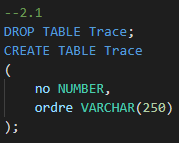 --2.1
DROP TABLE Trace;
CREATE TABLE Trace
(
    no NUMBER,
    ordre VARCHAR(250)
);